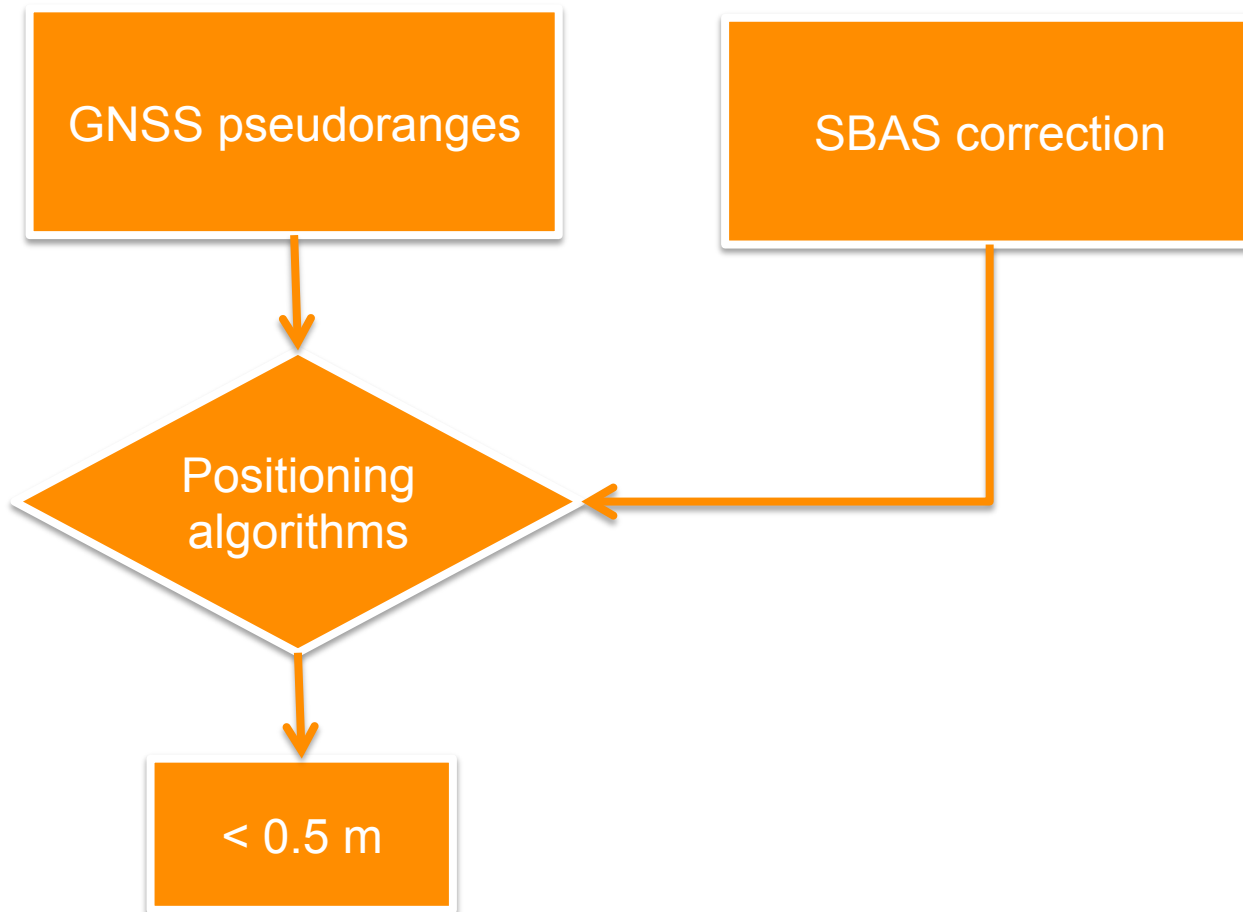 GNSS pseudoranges
SBAS correction
Positioning
algorithms
< 0.5 m